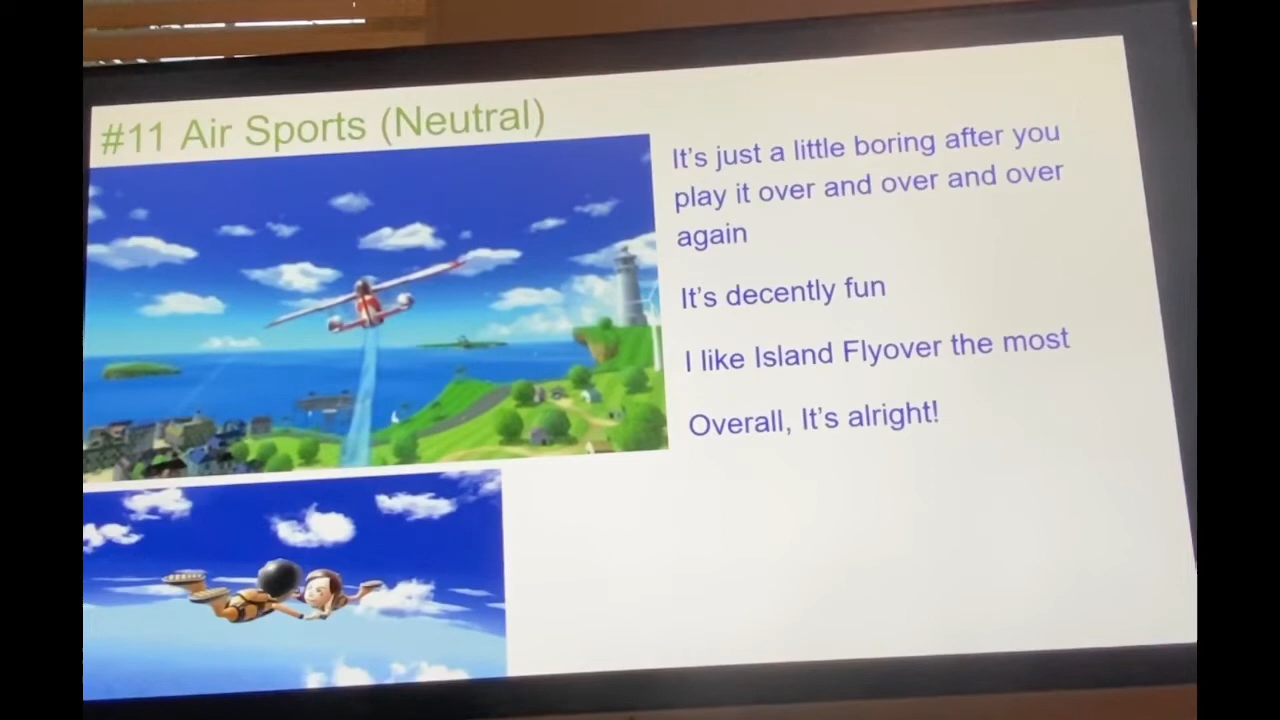 #11 Air Sports (Neutral)
It's just a little boring after you
play it over and over and over
again
It's decently fun
I like Island Flyover the most
Overall, It's alright!